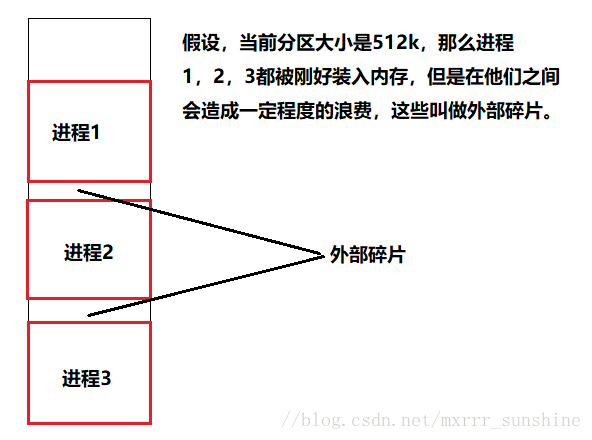 假设，当前分区大小是512k，那么进程
1，2，3都被刚好装入内存，但是在他们之间
会造成一定程度的浪费，这些叫做外部碎片。
进程1
进程2
外部碎片
进程3
//blog.csdn.net/mxrrr_sunshine